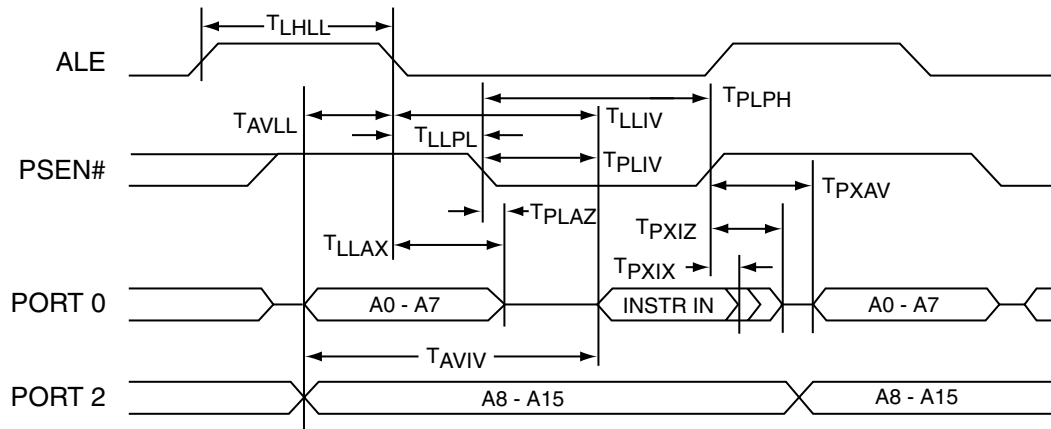 TLHLL
ALE
TPLPH
TAVLL
TLLIV
TLLPL
PSEN#
TPLIV
TPXAV
TPLAZ
TPXIZ
TLLAX
TPXIX
PORT 0
A0 - A7
INSTR IN
A0 - A7
TAVIV
PORT 2
A8 - A15
A8 - A15